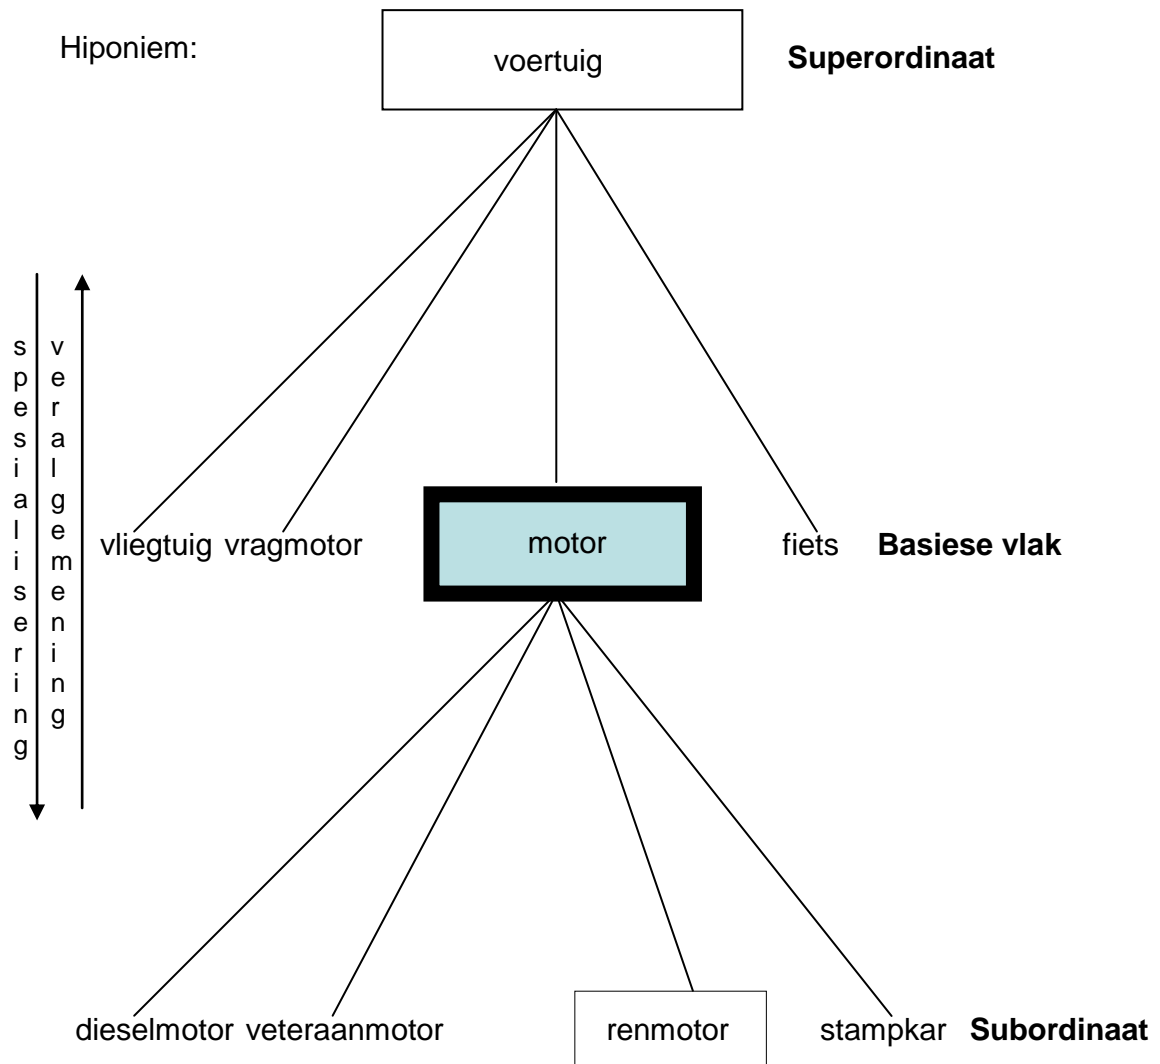 Hiponiem:
voertuig Superordinaat
spesialisering
veralgemening
vliegtuig vragmotor motor fiets Basiese vlak
dieselmotor veteraanmotor renmotor stampkar Subordinaat